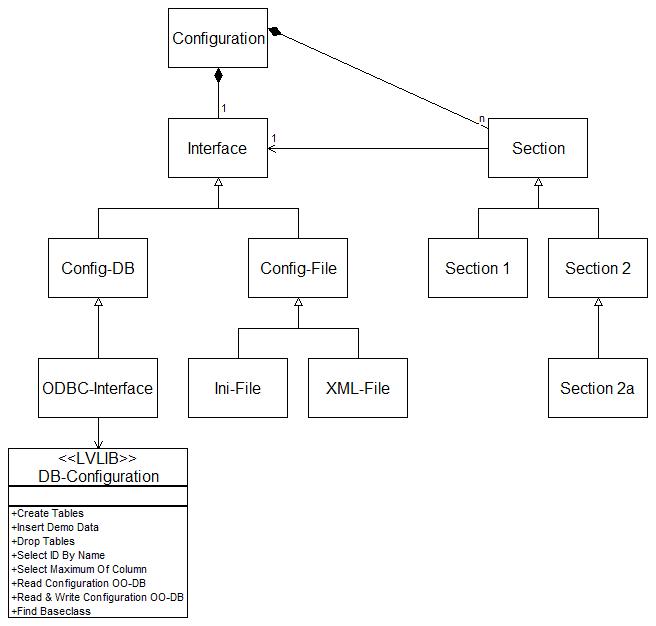 Configuration
1
n
Interface
1
Section
Config-DB
Config-File
Section 1
Section 2
ODBC-Interface
Ini-File
XML-File
Section 2a
<<LVLIB>>
DB-Configuration
+Create Tables
+Insert Demo Data
+Drop Tables
+Select ID By Name
+Select Maximum Of Column
+Read Configuration OO-DB
+Read & Write Configuration OO-DB
+Find Baseclass